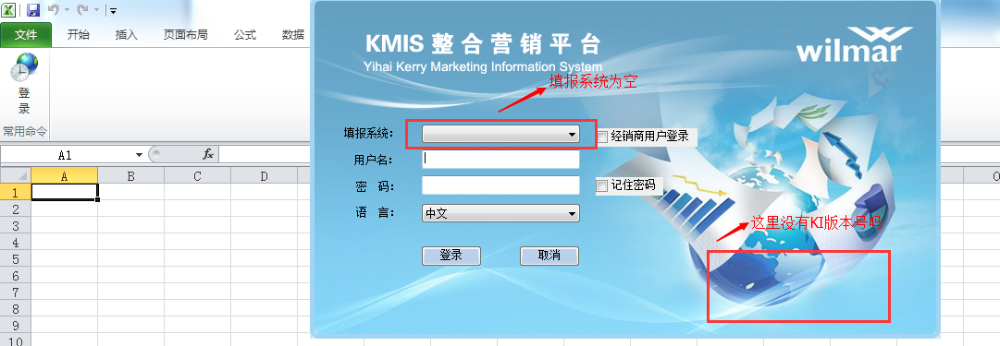 文件 开始 插入 页面布局 公式 数据
登
录
常用命令
A1
fx
A B C D O
1
2
3
4
5
6
7
8
9
10
KMIS 整合营销平台
Yihai Kerry Marketing Information System
wilmar
填报系统为空
填报系统：
经销商用户登录
用户名：
密 码：
记住密码
语 言： 中文
这里没有KI版本号吗
登录 取消